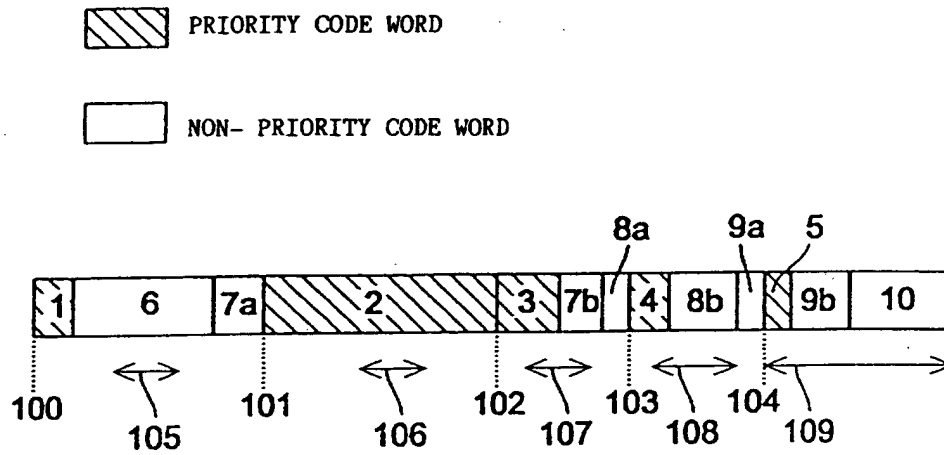 PRIORITY CODE WORD
NON- PRIORITY CODE WORD
8a 9a 5
1 6 7a 2 3 7b 4 8b 9b 10
100 101 102 103 104
105 106 107 108 109